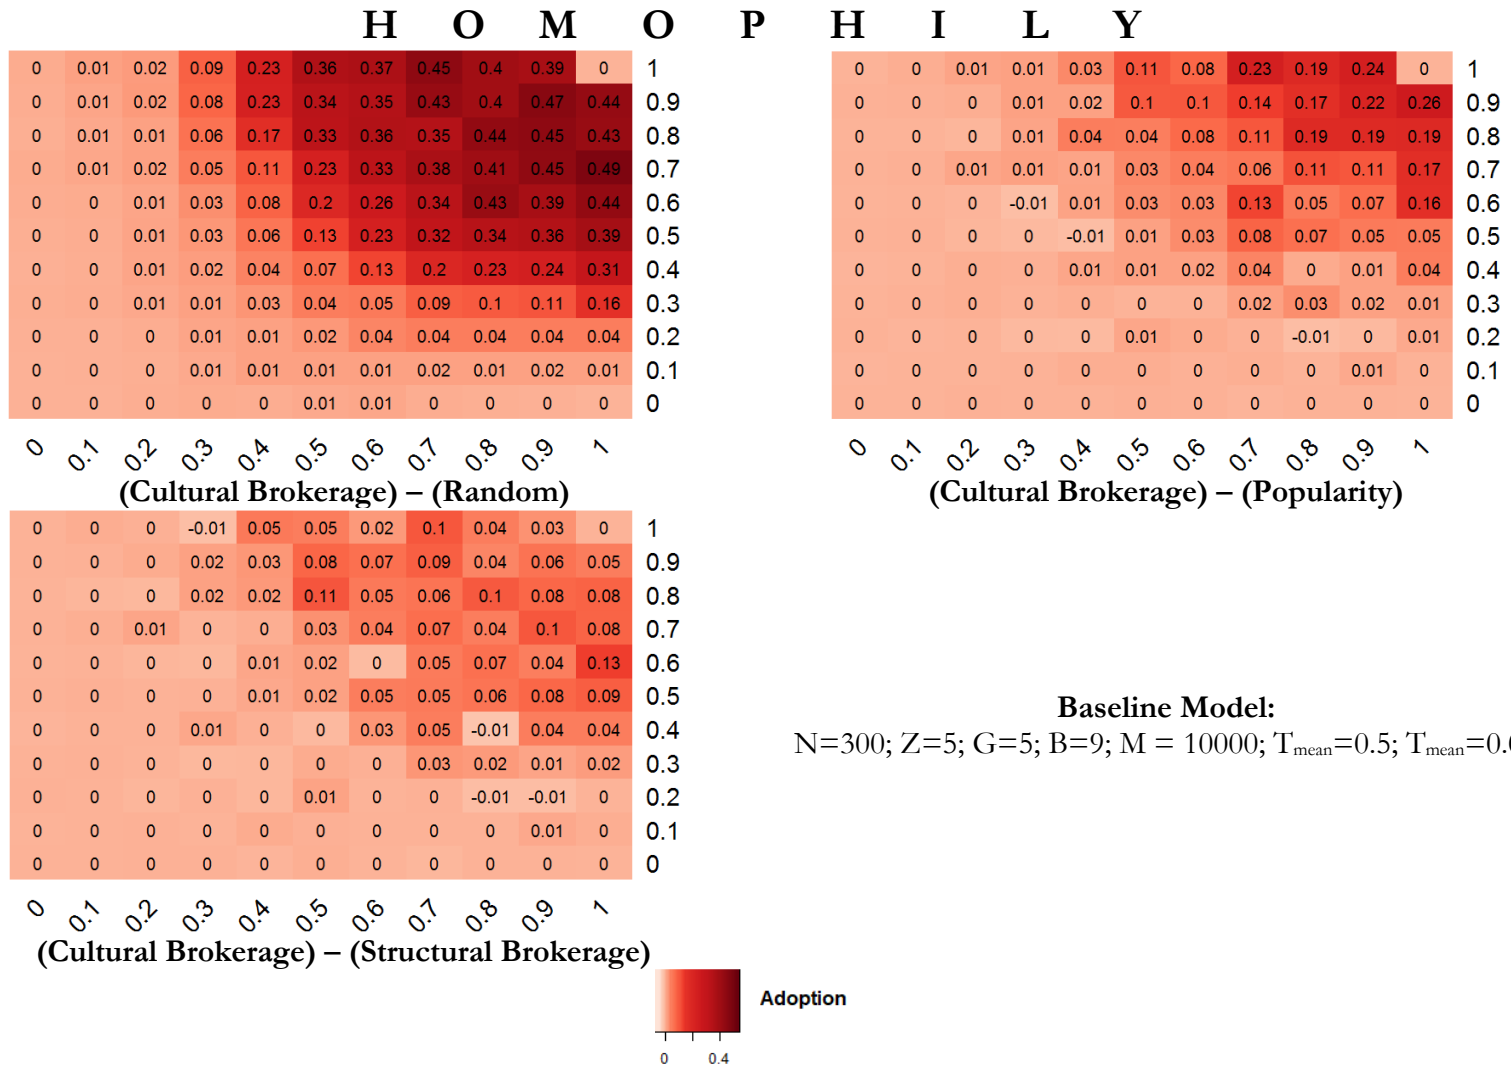 H O M O P H I L Y
0 0.01 0.02 0.09 0.23 0.36 0.37 0.45 0.4 0.39 0 1
0 0.01 0.02 0.08 0.23 0.34 0.35 0.43 0.4 0.47 0.44 0.9
0 0.01 0.01 0.06 0.17 0.33 0.36 0.35 0.44 0.45 0.43 0.8
0 0.01 0.02 0.05 0.11 0.23 0.33 0.38 0.41 0.45 0.49 0.7
0 0 0.01 0.03 0.08 0.2 0.26 0.34 0.43 0.39 0.44 0.6
0 0 0.01 0.03 0.06 0.13 0.23 0.32 0.34 0.36 0.39 0.5
0 0 0.01 0.02 0.04 0.07 0.13 0.2 0.23 0.24 0.31 0.4
0 0 0.01 0.01 0.03 0.04 0.05 0.09 0.1 0.11 0.16 0.3
0 0 0 0.01 0.01 0.02 0.04 0.04 0.04 0.04 0.04 0.2
0 0 0 0.01 0.01 0.01 0.01 0.02 0.01 0.02 0.01 0.1
0 0 0 0 0 0.01 0.01 0 0 0 0 0
0 0.1 0.2 0.3 0.4 0.5 0.6 0.7 0.8 0.9 1
(Cultural Brokerage) – (Random)
0 0 0.01 0.01 0.03 0.11 0.08 0.23 0.19 0.24 0 1
0 0 0 0.01 0.02 0.1 0.1 0.14 0.17 0.22 0.26 0.9
0 0 0 0.01 0.04 0.04 0.08 0.11 0.19 0.19 0.19 0.8
0 0 0.01 0.01 0.01 0.03 0.04 0.06 0.11 0.11 0.17 0.7
0 0 0 -0.01 0.01 0.03 0.03 0.13 0.05 0.07 0.16 0.6
0 0 0 0 -0.01 0.01 0.03 0.08 0.07 0.05 0.05 0.5
0 0 0 0 0.01 0.01 0.02 0.04 0 0.01 0.04 0.4
0 0 0 0 0 0 0 0.02 0.03 0.02 0.01 0.3
0 0 0 0 0 0.01 0 0 -0.01 0 0.01 0.2
0 0 0 0 0 0 0 0 0 0.01 0 0.1
0 0 0 0 0 0 0 0 0 0 0 0
0 0.1 0.2 0.3 0.4 0.5 0.6 0.7 0.8 0.9 1
(Cultural Brokerage) – (Popularity)
0 0 0 -0.01 0.05 0.05 0.02 0.1 0.04 0.03 0 1
0 0 0 0.02 0.03 0.08 0.07 0.09 0.04 0.06 0.05 0.9
0 0 0 0.02 0.02 0.11 0.05 0.06 0.1 0.08 0.08 0.8
0 0 0.01 0 0 0.03 0.04 0.07 0.04 0.1 0.08 0.7
0 0 0 0 0.01 0.02 0 0.05 0.07 0.04 0.13 0.6
0 0 0 0 0.01 0.02 0.05 0.05 0.06 0.08 0.09 0.5
0 0 0 0.01 0 0 0.03 0.05 -0.01 0.04 0.04 0.4
0 0 0 0 0 0 0 0.03 0.02 0.01 0.02 0.3
0 0 0 0 0 0.01 0 0 -0.01 -0.01 0 0.2
0 0 0 0 0 0 0 0 0 0.01 0 0.1
0 0 0 0 0 0 0 0 0 0 0 0
0 0.1 0.2 0.3 0.4 0.5 0.6 0.7 0.8 0.9 1
(Cultural Brokerage) – (Structural Brokerage)
Baseline Model:
N=300; Z=5; G=5; B=9; M = 10000; Tmean=0.5; Tmean=0.0
Adoption
0 0.4